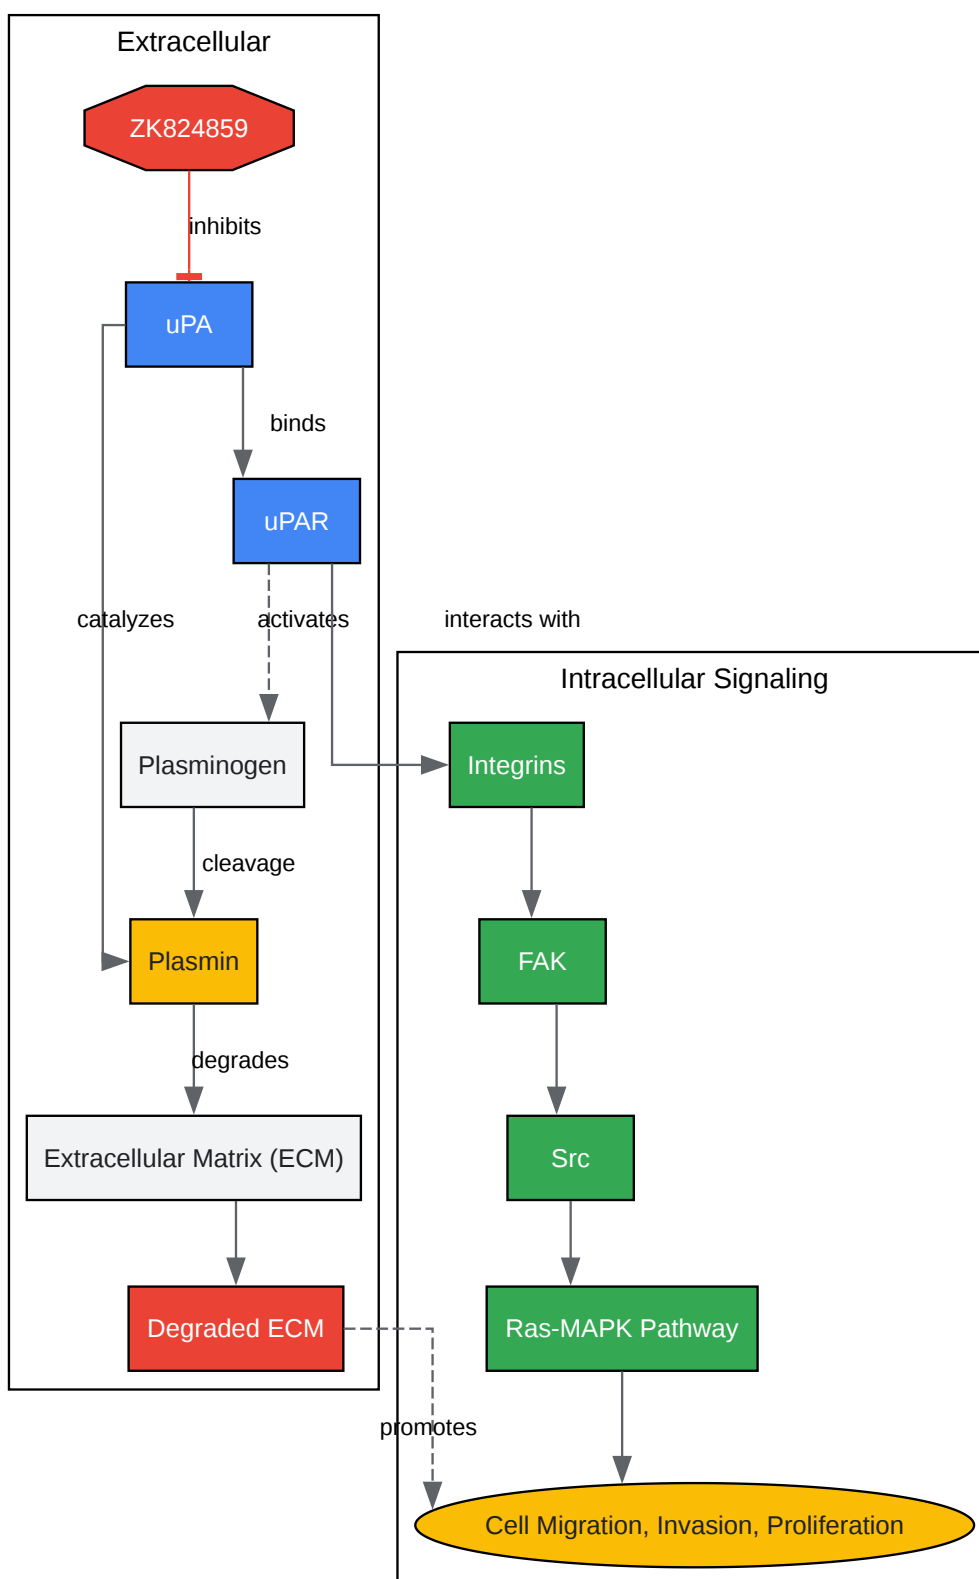 Extracellular
ZK824859
inhibits
uPA
binds
uPAR
catalyzes
activates
interacts with
Intracellular Signaling
Plasminogen
Integrins
cleavage
Plasmin
FAK
degrades
Extracellular Matrix (ECM)
Src
Degraded ECM
Ras-MAPK Pathway
promotes
Cell Migration, Invasion, Proliferation